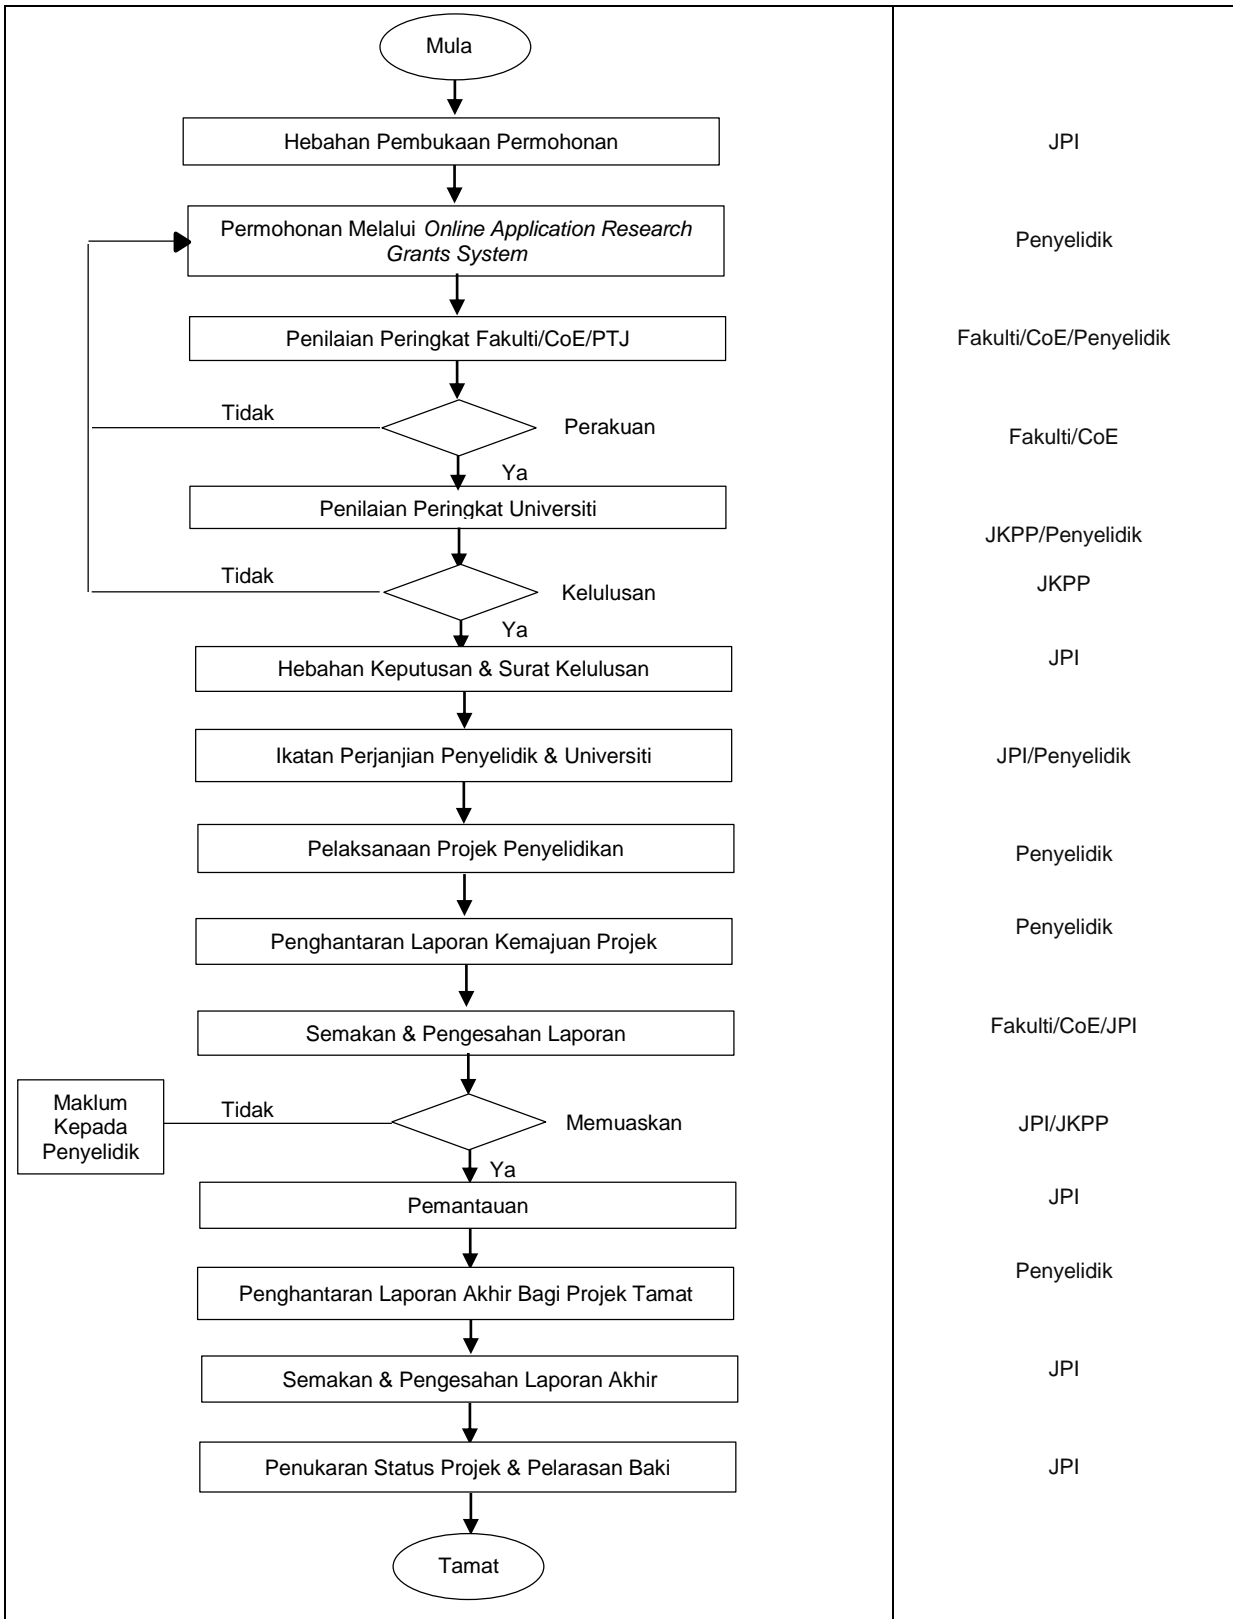 Mula
Hebahan Pembukaan Permohonan
JPI
Permohonan Melalui Online Application Research
Grants System
Penyelidik
Penilaian Peringkat Fakulti/CoE/PTJ
Fakulti/CoE/Penyelidik
Tidak
Perakuan
Fakulti/CoE
Ya
Penilaian Peringkat Universiti
JKPP/Penyelidik
Tidak
Kelulusan
JKPP
Ya
Hebahan Keputusan & Surat Kelulusan
JPI
Ikatan Perjanjian Penyelidik & Universiti
JPI/Penyelidik
Pelaksanaan Projek Penyelidikan
Penyelidik
Penghantaran Laporan Kemajuan Projek
Penyelidik
Semakan & Pengesahan Laporan
Fakulti/CoE/JPI
Maklum
Kepada
Penyelidik
Tidak
Memuaskan
JPI/JKPP
Ya
Pemantauan
JPI
Penghantaran Laporan Akhir Bagi Projek Tamat
Penyelidik
Semakan & Pengesahan Laporan Akhir
JPI
Penukaran Status Projek & Pelarasan Baki
JPI
Tamat